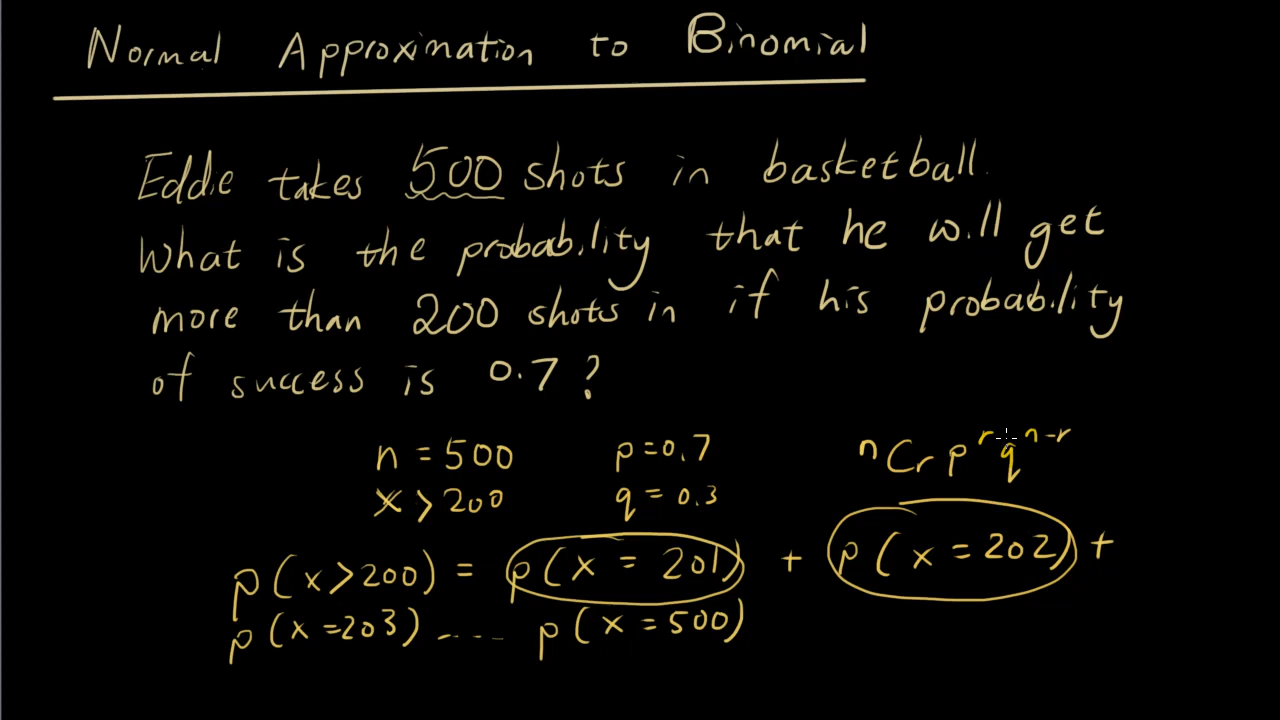 Normal Approximation to Binomial
Eddie takes 500 shots in basketball.
What is the probability that he will get
more than 200 shots in if his probability
of success is 0.7?
n = 500 p = 0.7 nCr p^r q^n-r
x > 200 q = 0.3
p(x>200) = p(x = 201) + p(x = 202) +
p(x=203) ---- p(x = 500)